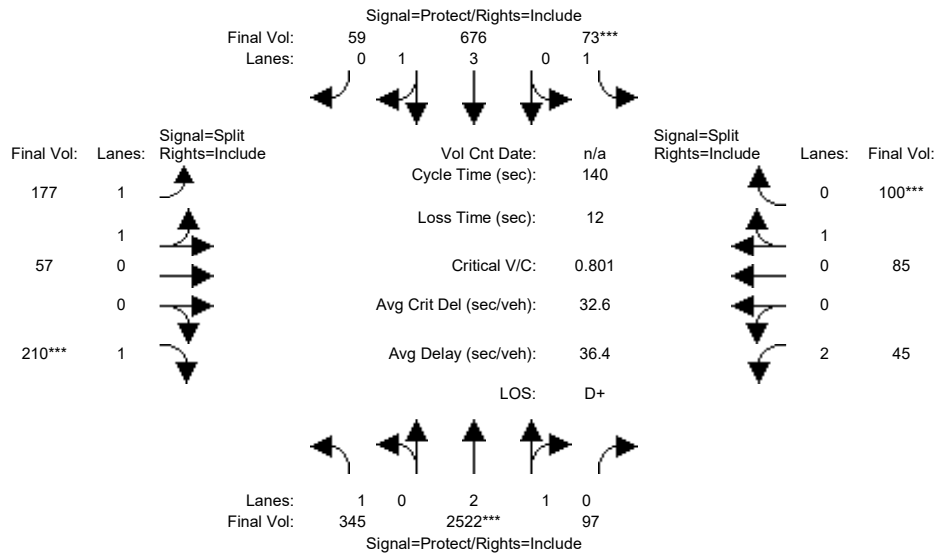 Signal=Protect/Rights=Include
Final Vol: 59 676 73***
Lanes: 0 1 3 0 1
Signal=Split
Final Vol: Lanes: Rights=Include
Vol Cnt Date: n/a
Signal=Split
Rights=Include Lanes: Final Vol:
Cycle Time (sec): 140
177 1
0 100***
Loss Time (sec): 12
1
1
57 0
Critical V/C: 0.801
0 85
0
Avg Crit Del (sec/veh): 32.6
0
210*** 1
Avg Delay (sec/veh): 36.4
2 45
LOS: D+
Lanes: 1 0 2 1 0
Final Vol: 345 2522*** 97
Signal=Protect/Rights=Include